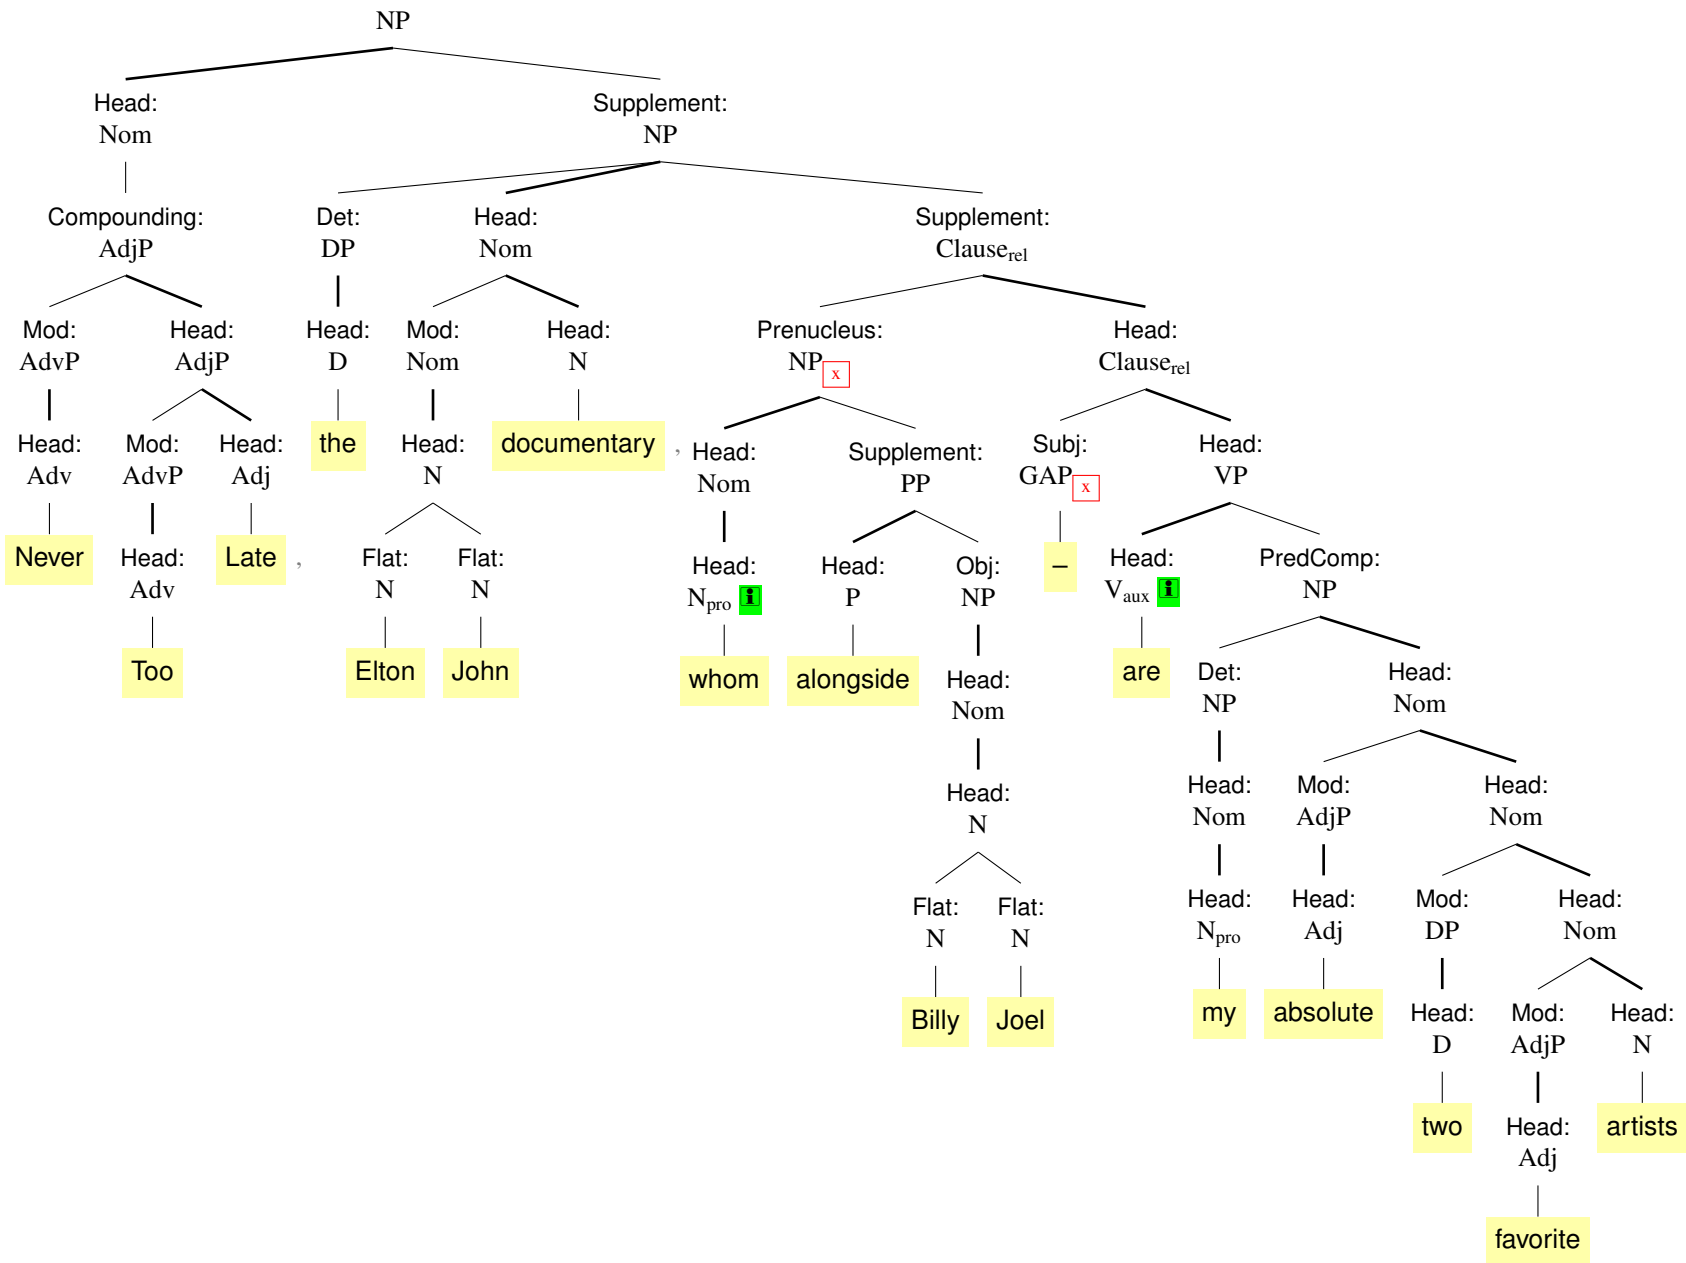 NP
Head: Supplement:
Nom NP
Compounding: Det: Head: Supplement:
AdjP DP Nom Clauserel
Mod: Head: Head: Mod: Head: Prenucleus: Head:
AdvP AdjP D Nom N NPx Clauserel
Head: Mod: Head: the Head: documentary , Head: Supplement: Subj: Head:
Adv AdvP Adj N Nom PP GAPx VP
Never Head: Late , Flat: Flat: Head: Head: Obj: – Head: PredComp:
Adv N N Npro i P NP Vaux i NP
Too Elton John whom alongside Head: are Det: Head:
Nom NP Nom
Head: Head: Mod: Head:
N Nom AdjP Nom
Flat: Flat: Head: Head: Mod: Head:
N N Npro Adj DP Nom
Billy Joel my absolute Head: Mod: Head:
D AdjP N
two Head: artists
Adj
favorite